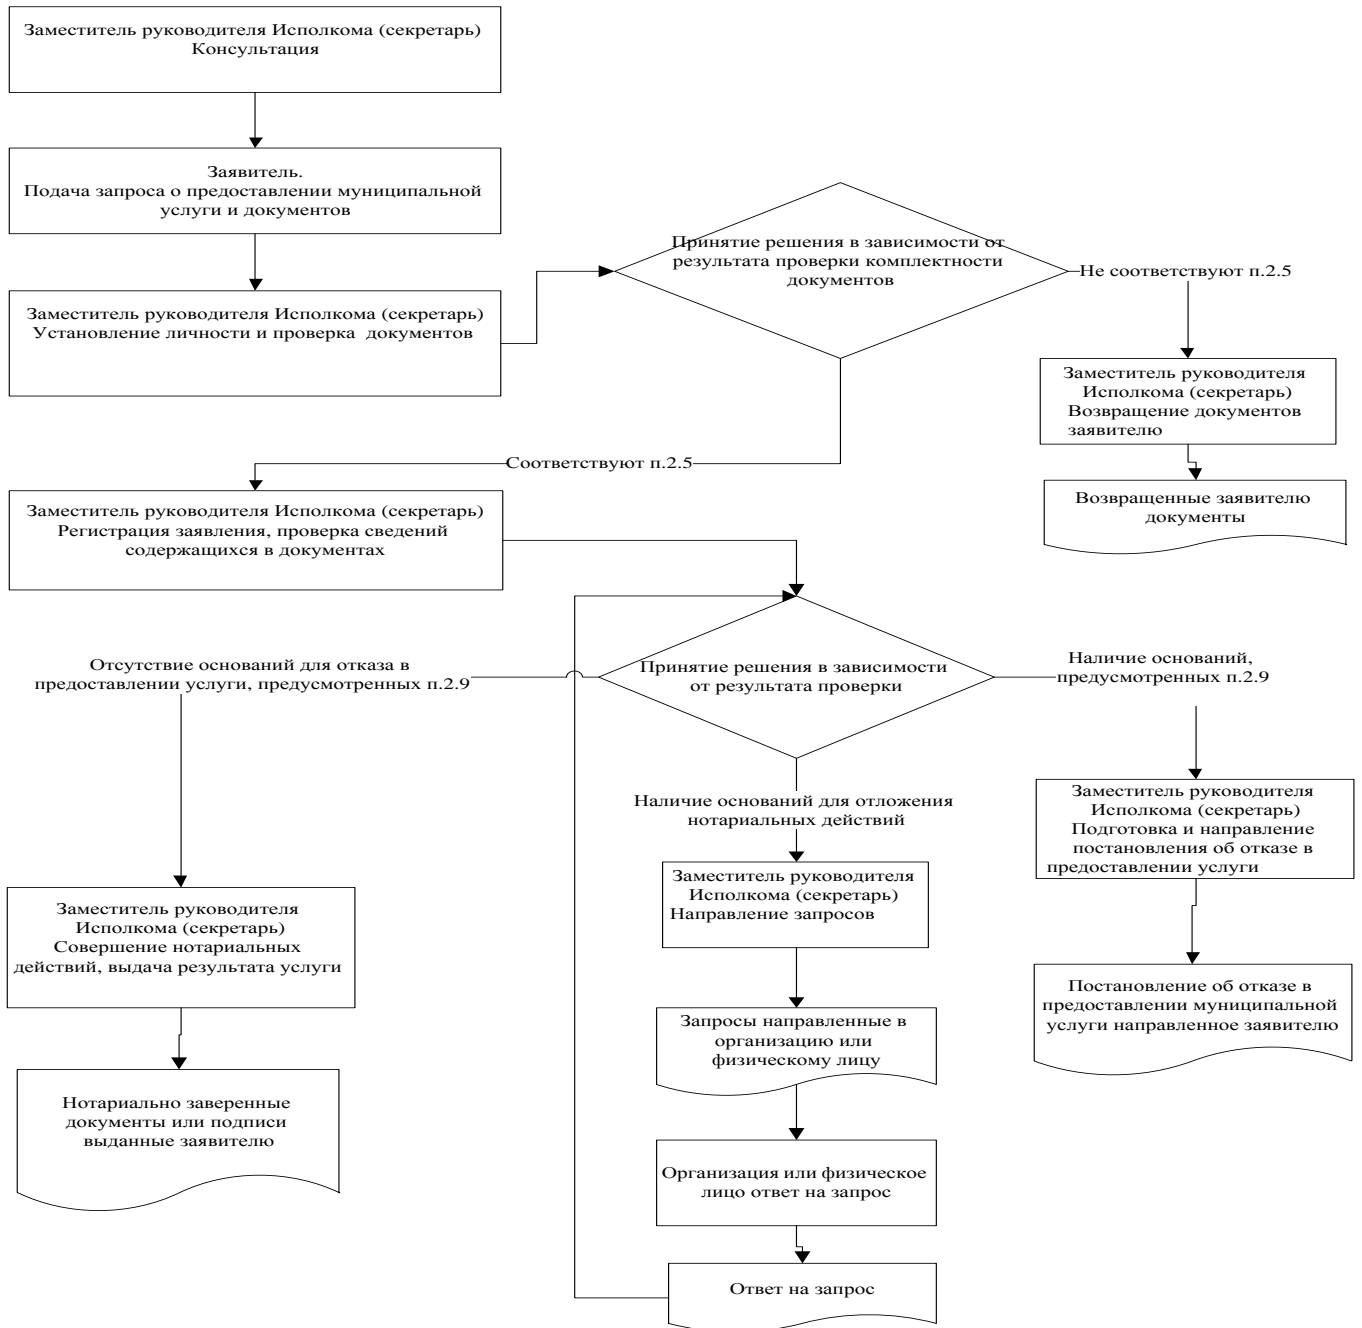 Заместитель руководителя Исполкома (секретарь)
Консультация
Заявитель.
Подача запроса о предоставлении муниципальной
услуги и документов
Заместитель руководителя Исполкома (секретарь)
Установление личности и проверка документов
Принятие решения в зависимости от
результата проверки комплектности
документов
Не соответствуют п.2.5
Заместитель руководителя
Исполкома (секретарь)
Возвращение документов
заявителю
Возвращенные заявителю
документы
Соответствуют п.2.5
Заместитель руководителя Исполкома (секретарь)
Регистрация заявления, проверка сведений
содержащихся в документах
Принятие решения в зависимости
от результата проверки
Отсутствие оснований для отказа в
предоставлении услуги, предусмотренных п.2.9
Наличие оснований,
предусмотренных п.2.9
Наличие оснований для отложения
нотариальных действий
Заместитель руководителя
Исполкома (секретарь)
Подготовка и направление
постановления об отказе в
предоставлении услуги
Заместитель руководителя
Исполкома (секретарь)
Направление запросов
Заместитель руководителя
Исполкома (секретарь)
Совершение нотариальных
действий, выдача результата услуги
Постановление об отказе в
предоставлении муниципальной
услуги направленное заявителю
Запросы направленные в
организацию или
физическому лицу
Нотариально заверенные
документы или подписи
выданные заявителю
Организация или физическое
лицо ответ на запрос
Ответ на запрос